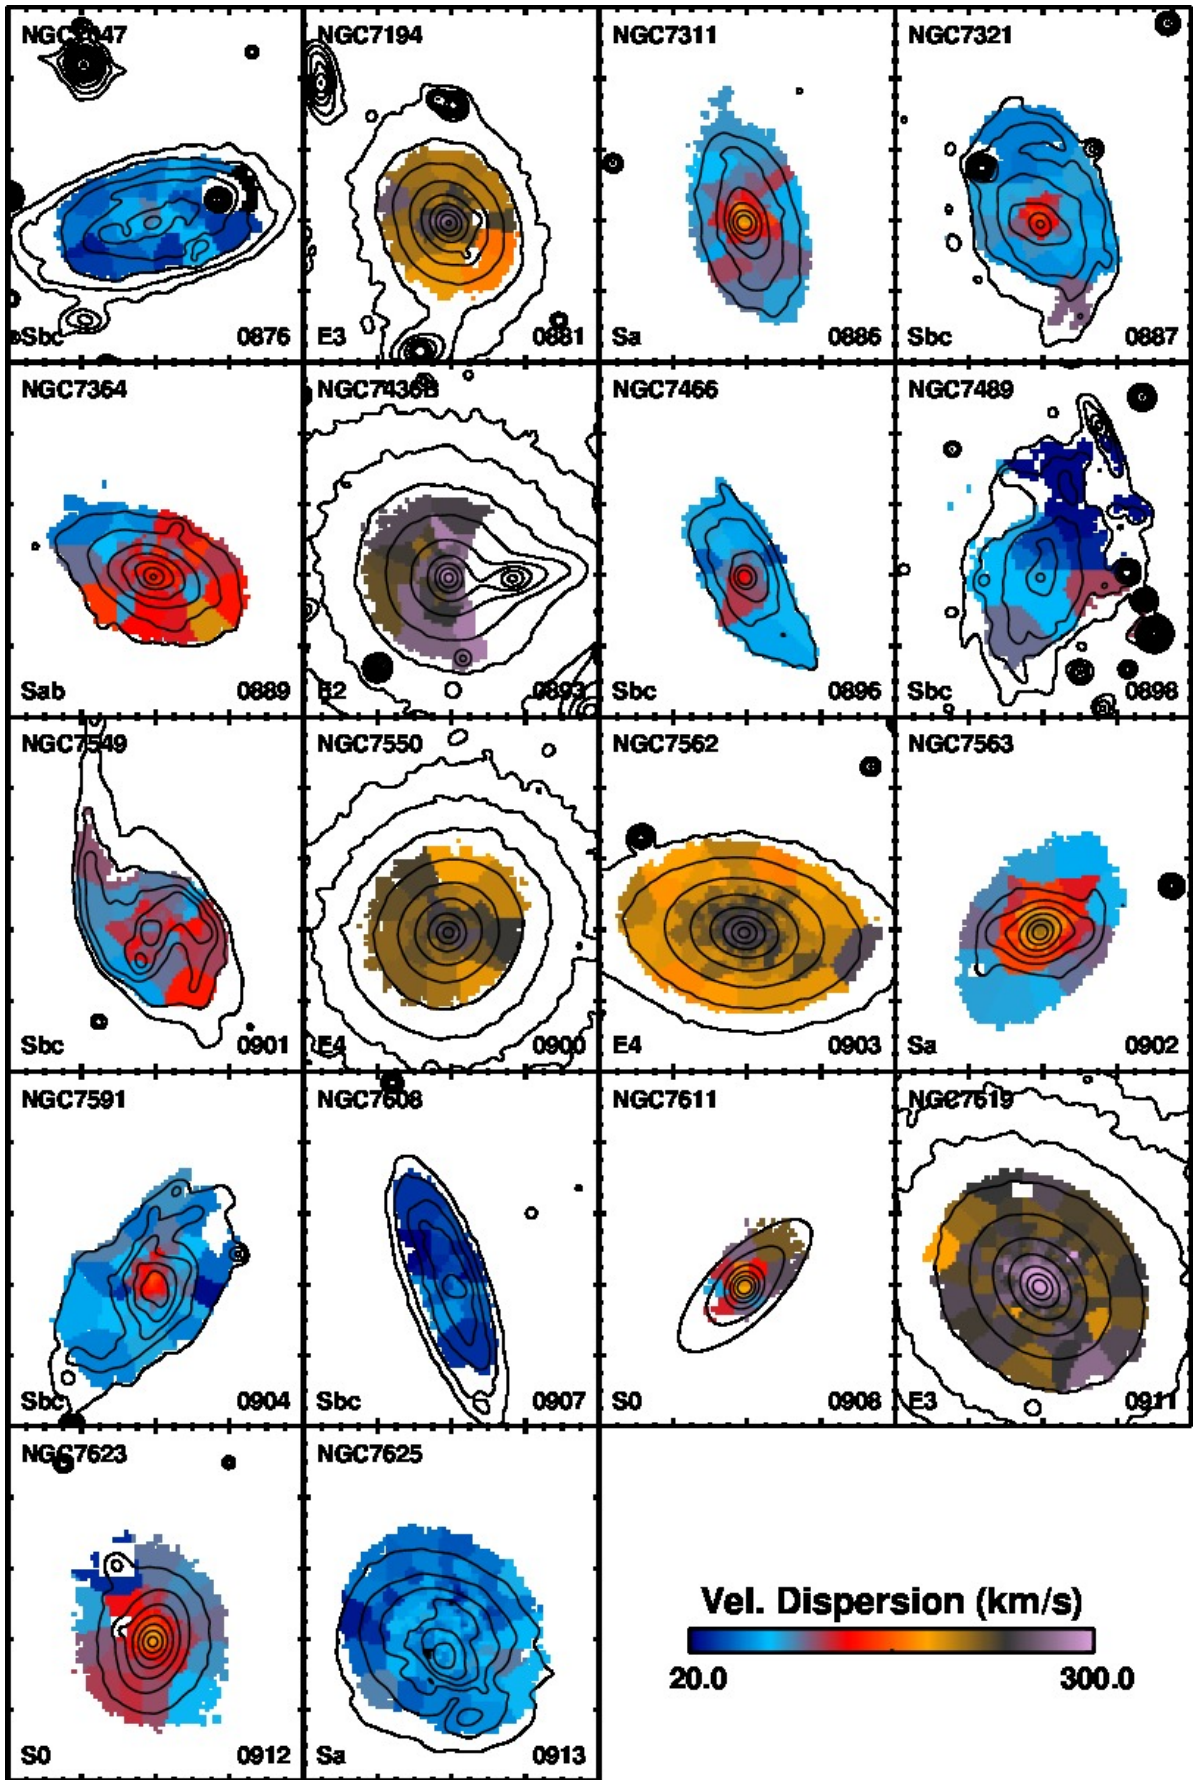 NGC7047 NGC7194 NGC7311 NGC7321
Sbc 0876 E3 0881 Sa 0886 Sbc 0887
NGC7364 NGC7436B NGC7466 NGC7489
Sab 0889 E2 0893 Sbc 0896 Sbc 0898
NGC7549 NGC7550 NGC7562 NGC7563
Sbc 0901 E4 0900 E4 0903 Sa 0902
NGC7591 NGC7608 NGC7611 NGC7619
Sbc 0904 Sbc 0907 S0 0908 E3 0911
NGC7623 NGC7625
Vel. Dispersion (km/s)
20.0 300.0
S0 0912 Sa 0913